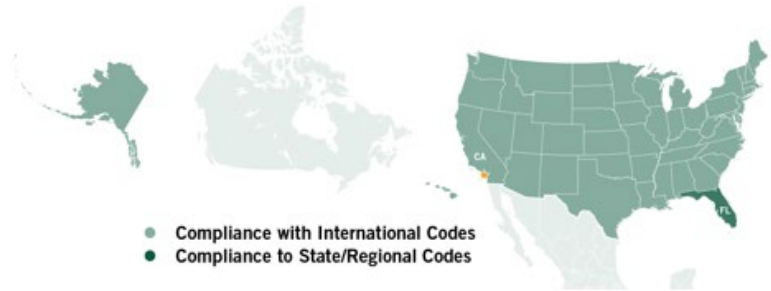 CA
FL
Compliance with International Codes
Compliance to State/Regional Codes